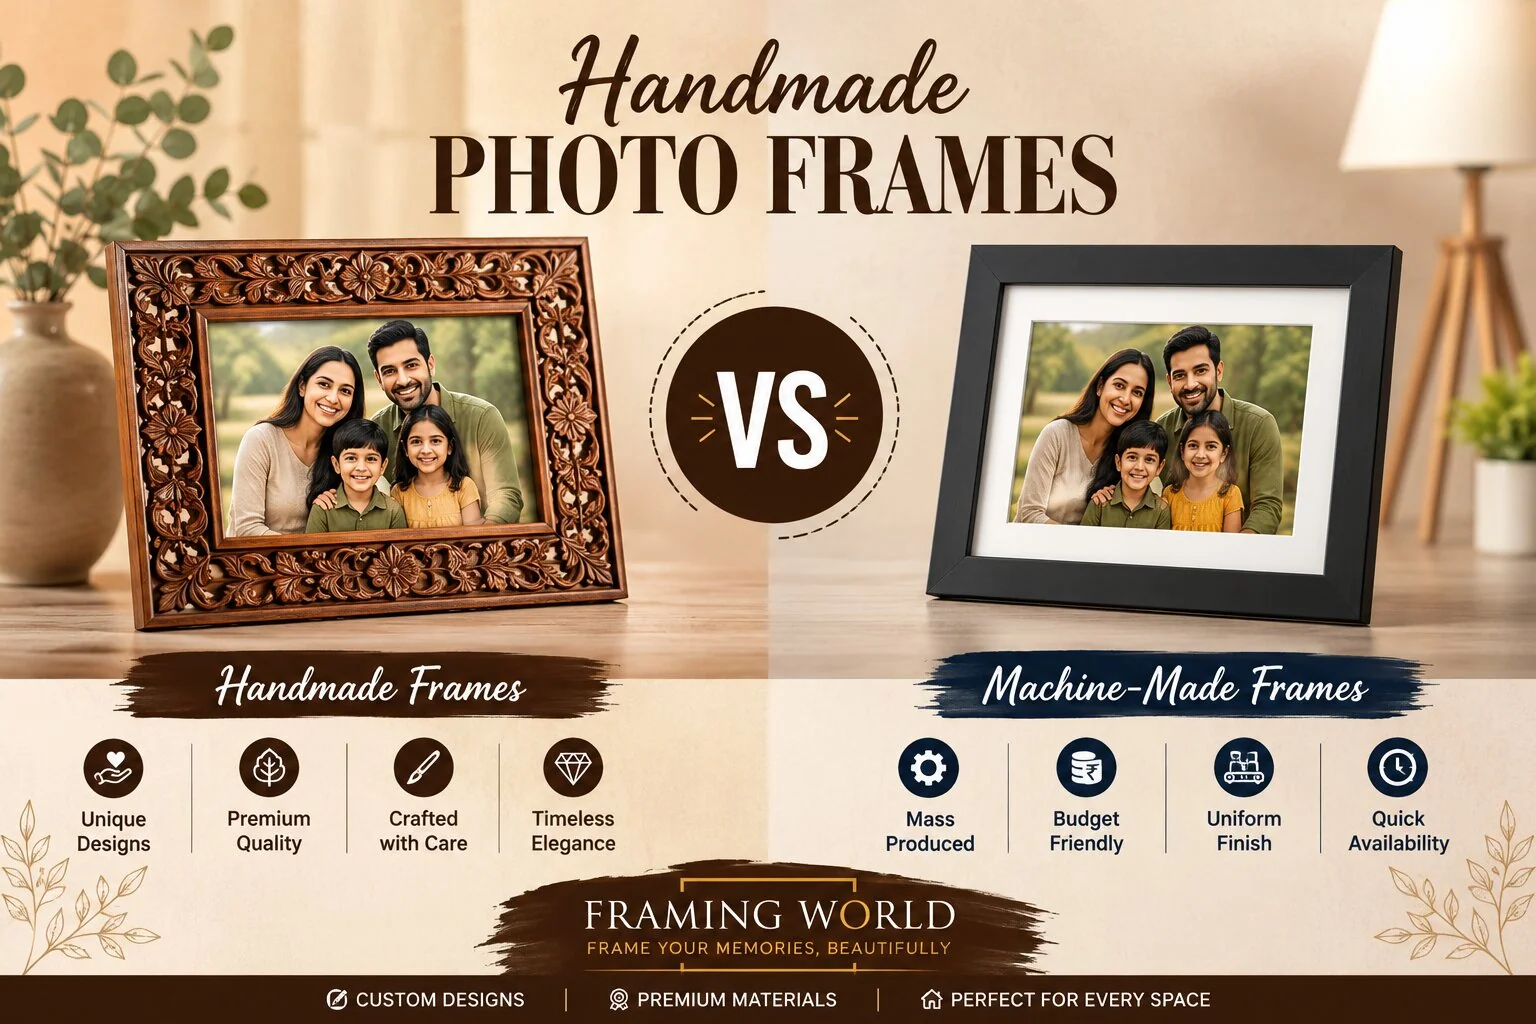 Handmade
PHOTO FRAMES
VS
Handmade Frames
Machine-Made Frames
Unique
Designs
Premium
Quality
Crafted
with Care
Timeless
Elegance
Mass
Produced
₹
Budget
Friendly
Uniform
Finish
Quick
Availability
FRAMING WORLD
FRAME YOUR MEMORIES, BEAUTIFULLY
CUSTOM DESIGNS
PREMIUM MATERIALS
PERFECT FOR EVERY SPACE